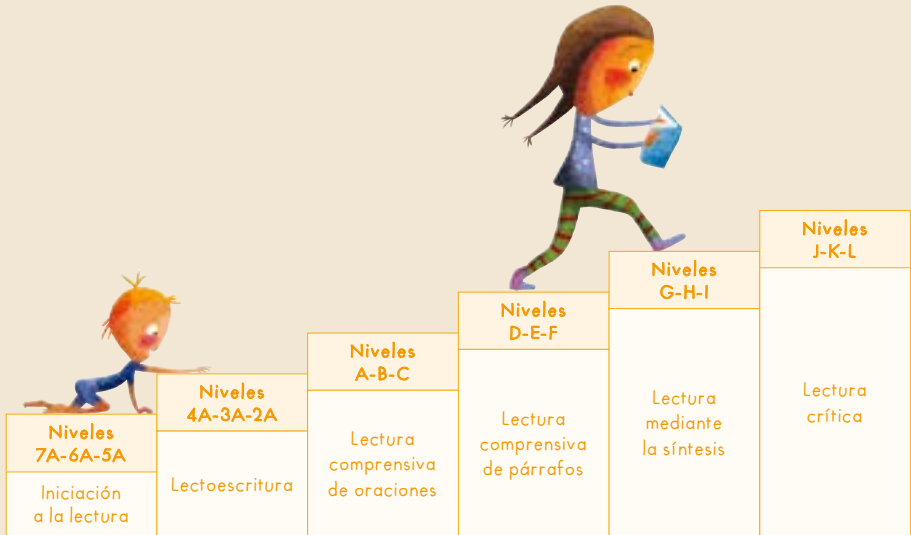 Niveles
7A-6A-5A
Iniciación
a la lectura
Niveles
4A-3A-2A
Lectoescritura
Niveles
A-B-C
Lectura
comprensiva
de oraciones
Niveles
D-E-F
Lectura
comprensiva
de párrafos
Niveles
G-H-I
Lectura
mediante
la síntesis
Niveles
J-K-L
Lectura
crítica